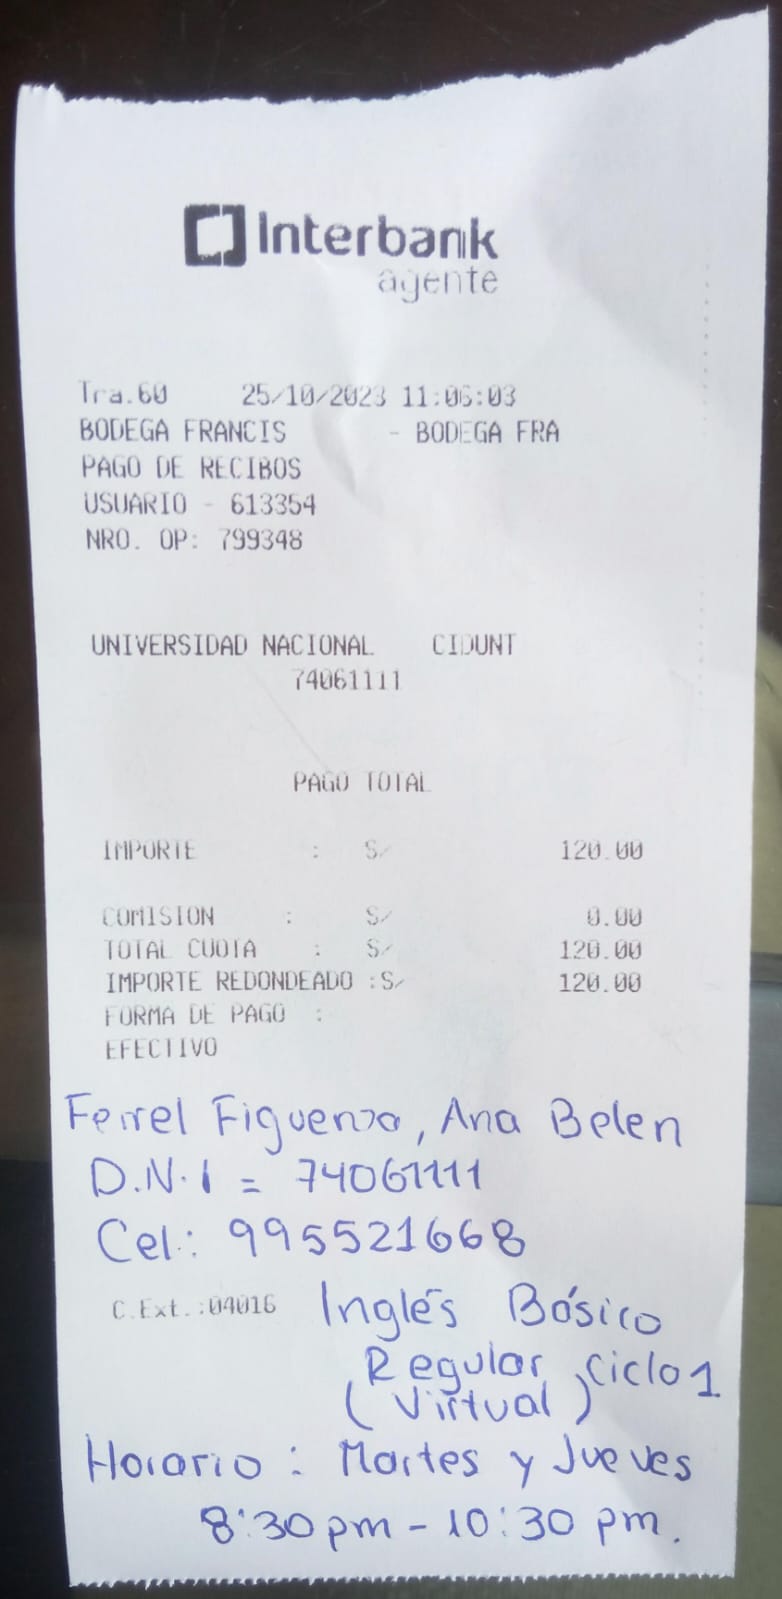 Interbank
agente
Tra.60 25/10/2023 11:06:03
BODEGA FRANCIS - BODEGA FRA
PAGO DE RECIBOS
USUARIO - 613354
NRO. OP: 799348
UNIVERSIDAD NACIONAL CIDUNT
74061111
PAGO TOTAL
IMPORTE : S/ 120.00
COMISION : S/ 0.00
TOTAL CUOTA : S/ 120.00
IMPORTE REDONDEADO :S/ 120.00
FORMA DE PAGO :
EFECTIVO
Ferrel Figueroa, Ana Belen
D.N.I = 74061111
Cel.: 995521668
C.Ext.:04016 Inglés Básico
Regular, Ciclo 1
(Virtual)
Horario : Martes y Jueves
8:30 pm - 10:30 pm.